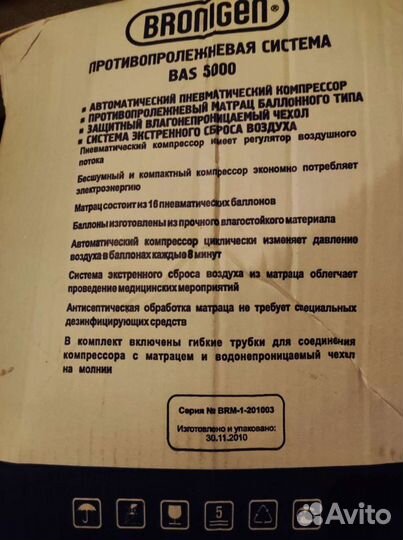 BRONIGEN®
ПРОТИВОПРОЛЕЖНЕВАЯ СИСТЕМА
BAS 5000
▪ АВТОМАТИЧЕСКИЙ ПНЕВМАТИЧЕСКИЙ КОМПРЕССОР
▪ ПРОТИВОПРОЛЕЖНЕВЫЙ МАТРАЦ БАЛЛОННОГО ТИПА
▪ ЗАЩИТНЫЙ ВЛАГОНЕПРОНИЦАЕМЫЙ ЧЕХОЛ
▪ СИСТЕМА ЭКСТРЕННОГО СБРОСА ВОЗДУХА
Пневматический компрессор имеет регулятор воздушного
потока
Бесшумный и компактный компрессор экономно потребляет
электроэнергию
Матрац состоит из 16 пневматических баллонов
Баллоны изготовлены из прочного влагостойкого материала
Автоматический компрессор циклически изменяет давление
воздуха в баллонах каждые 8 минут
Система экстренного сброса воздуха из матраца облегчает
проведение медицинских мероприятий
Антисептическая обработка матраца не требует специальных
дезинфицирующих средств
В комплект включены гибкие трубки для соединения
компрессора с матрацем и водонепроницаемый чехол
на молнии
Серия № BRM-1-201003
Изготовлено и упаковано:
30.11.2010
5
Avito